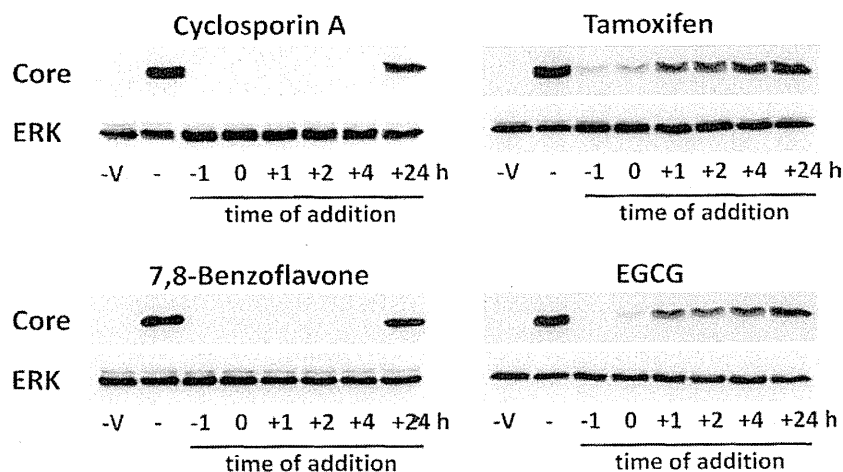 Cyclosporin A
Tamoxifen
Core
ERK
-V - -1 0 +1 +2 +4 +24 h
time of addition
-V - -1 0 +1 +2 +4 +24 h
time of addition
7,8-Benzoflavone
EGCG
Core
ERK
-V - -1 0 +1 +2 +4 +24 h
time of addition
-V - -1 0 +1 +2 +4 +24 h
time of addition